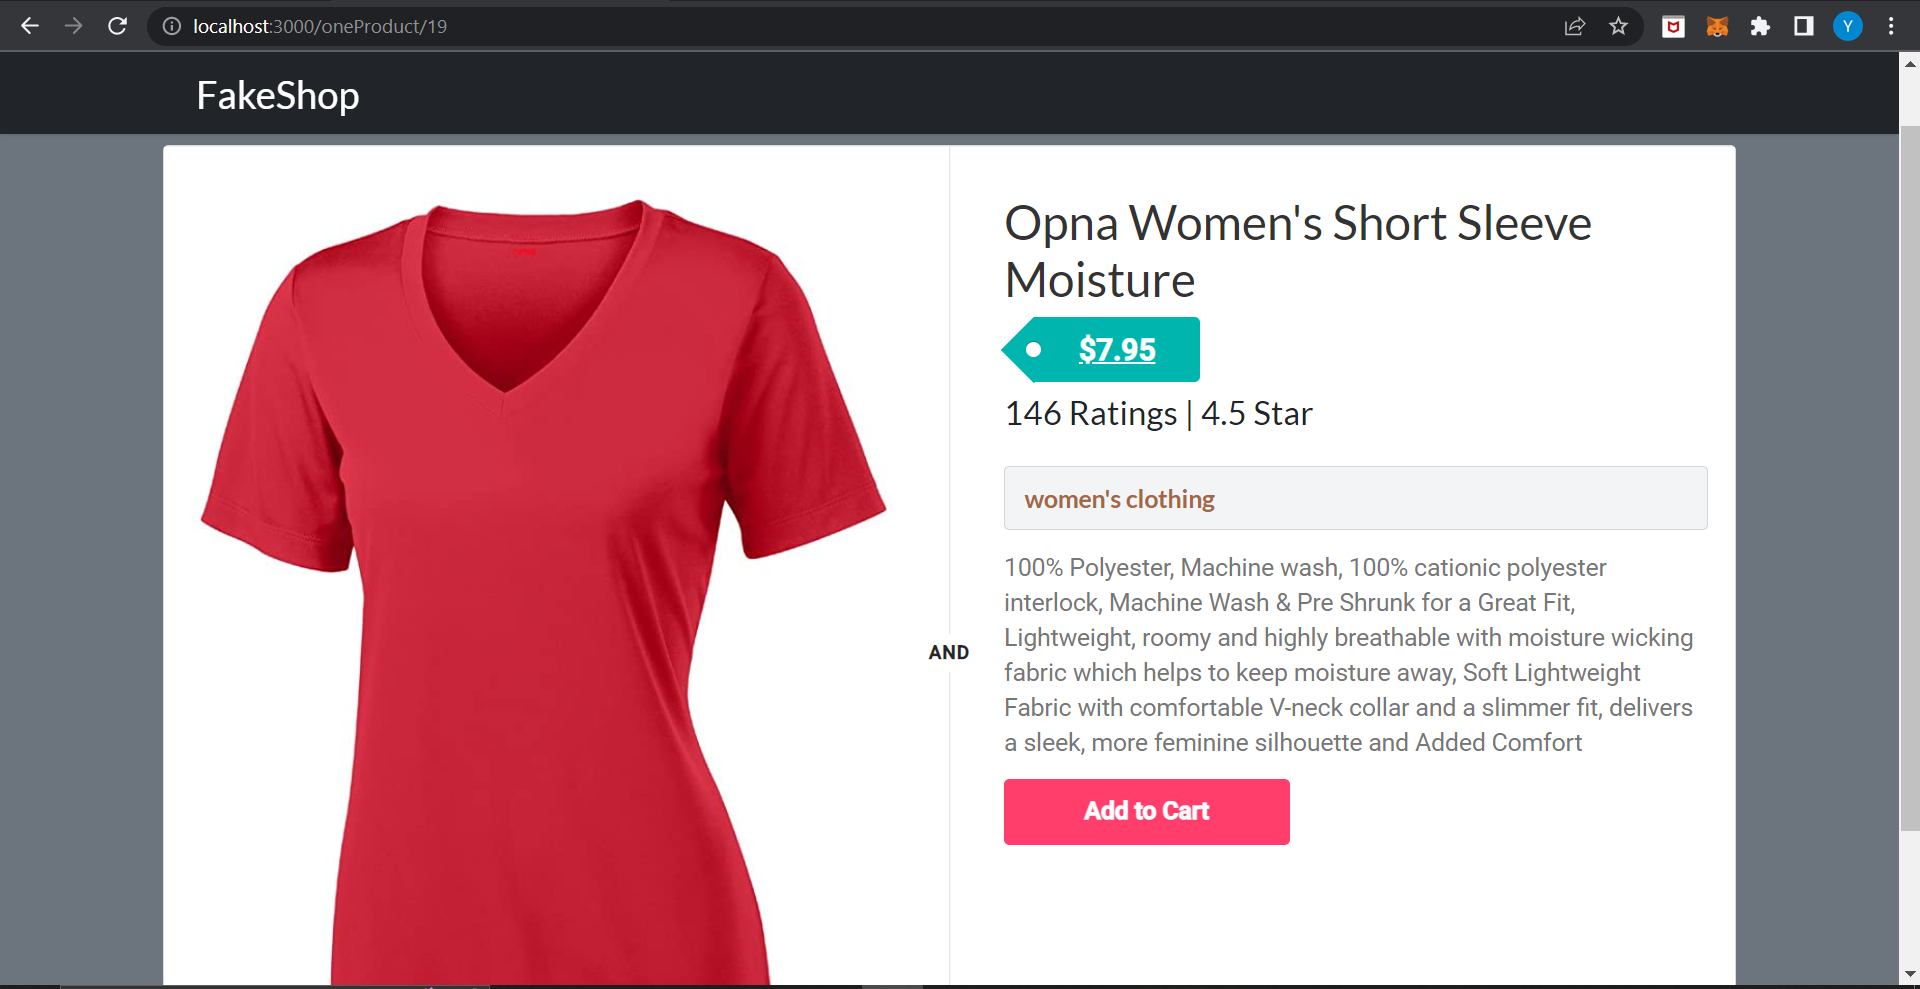 localhost:3000/oneProduct/19
Y
FakeShop
Opna Women's Short Sleeve
Moisture
$7.95
146 Ratings | 4.5 Star
women's clothing
100% Polyester, Machine wash, 100% cationic polyester
interlock, Machine Wash & Pre Shrunk for a Great Fit,
Lightweight, roomy and highly breathable with moisture wicking
fabric which helps to keep moisture away, Soft Lightweight
Fabric with comfortable V-neck collar and a slimmer fit, delivers
a sleek, more feminine silhouette and Added Comfort
AND
Add to Cart